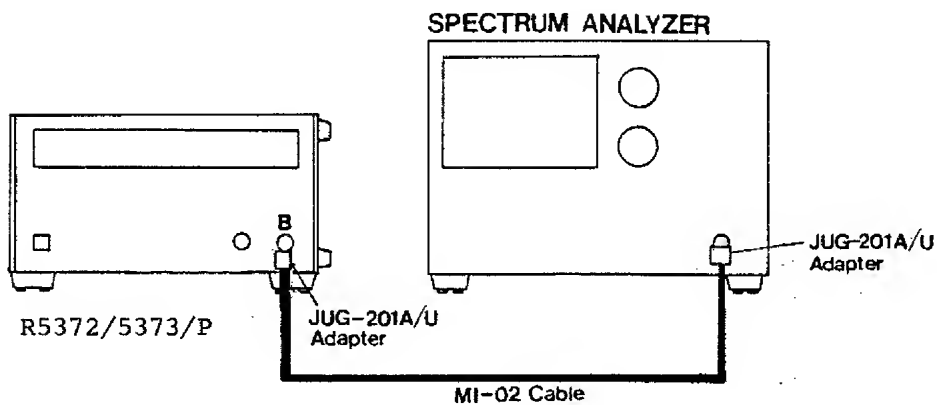 SPECTRUM ANALYZER
B
JUG-201A/U
Adapter
R5372/5373/P
JUG-201A/U
Adapter
MI-02 Cable